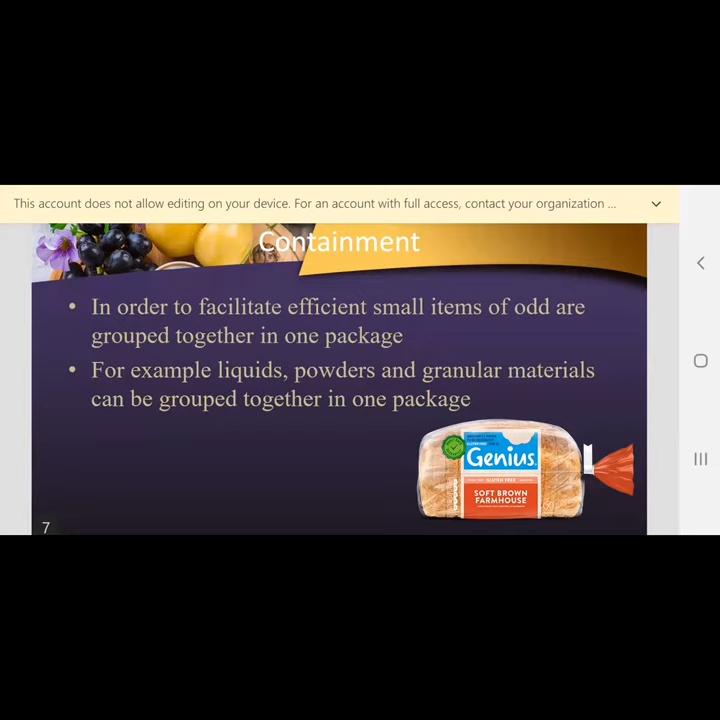 This account does not allow editing on your device. For an account with full access, contact your organization ...
Containment
• In order to facilitate efficient small items of odd are
grouped together in one package
• For example liquids, powders and granular materials
can be grouped together in one package
Genius
GLUTEN FREE
SOFT BROWN
FARMHOUSE
7